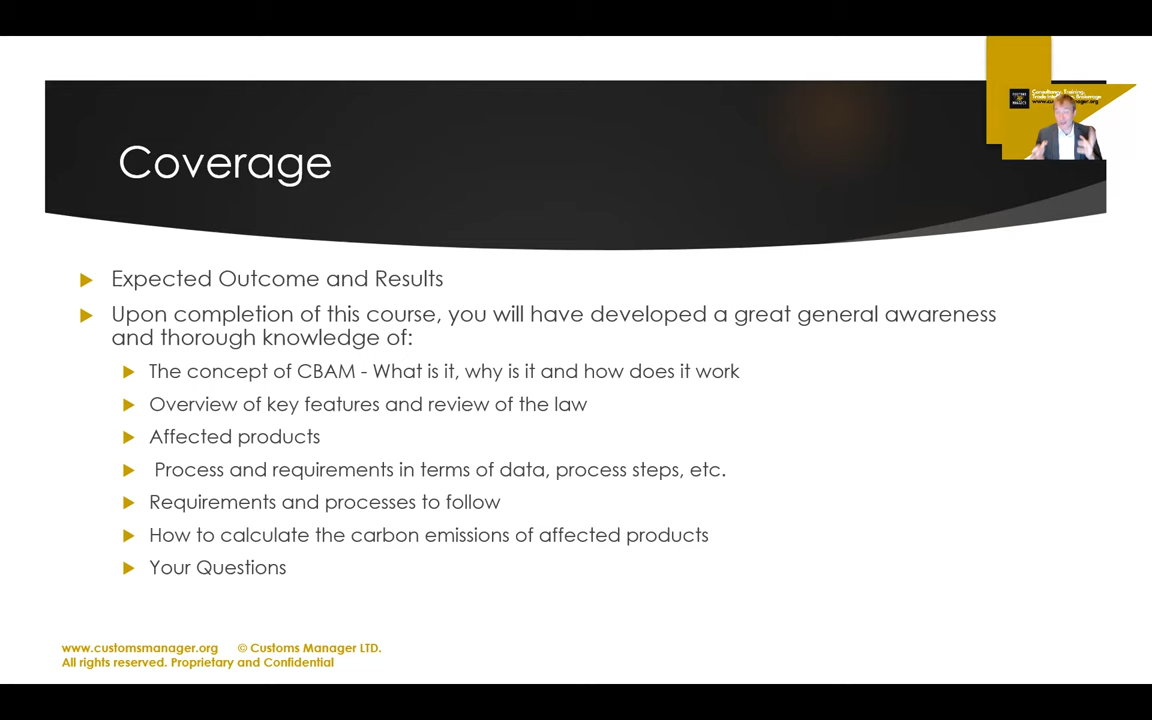 Consultancy, Training,
Coverage
Expected Outcome and Results
Upon completion of this course, you will have developed a great general awareness
and thorough knowledge of:
The concept of CBAM - What is it, why is it and how does it work
Overview of key features and review of the law
Affected products
Process and requirements in terms of data, process steps, etc.
Requirements and processes to follow
How to calculate the carbon emissions of affected products
Your Questions
www.customsmanager.org © Customs Manager LTD.
All rights reserved. Proprietary and Confidential